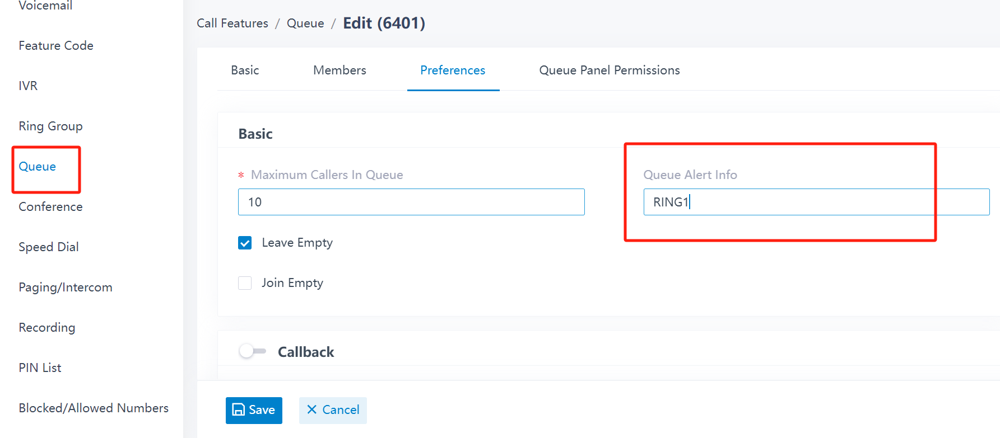 Voicemail
Feature Code
IVR
Ring Group
Queue
Conference
Speed Dial
Paging/Intercom
Recording
PIN List
Blocked/Allowed Numbers
Call Features / Queue / Edit (6401)
Basic Members Preferences Queue Panel Permissions
Basic
* Maximum Callers In Queue
10
Queue Alert Info
RING1
Leave Empty
Join Empty
Callback
Save Cancel